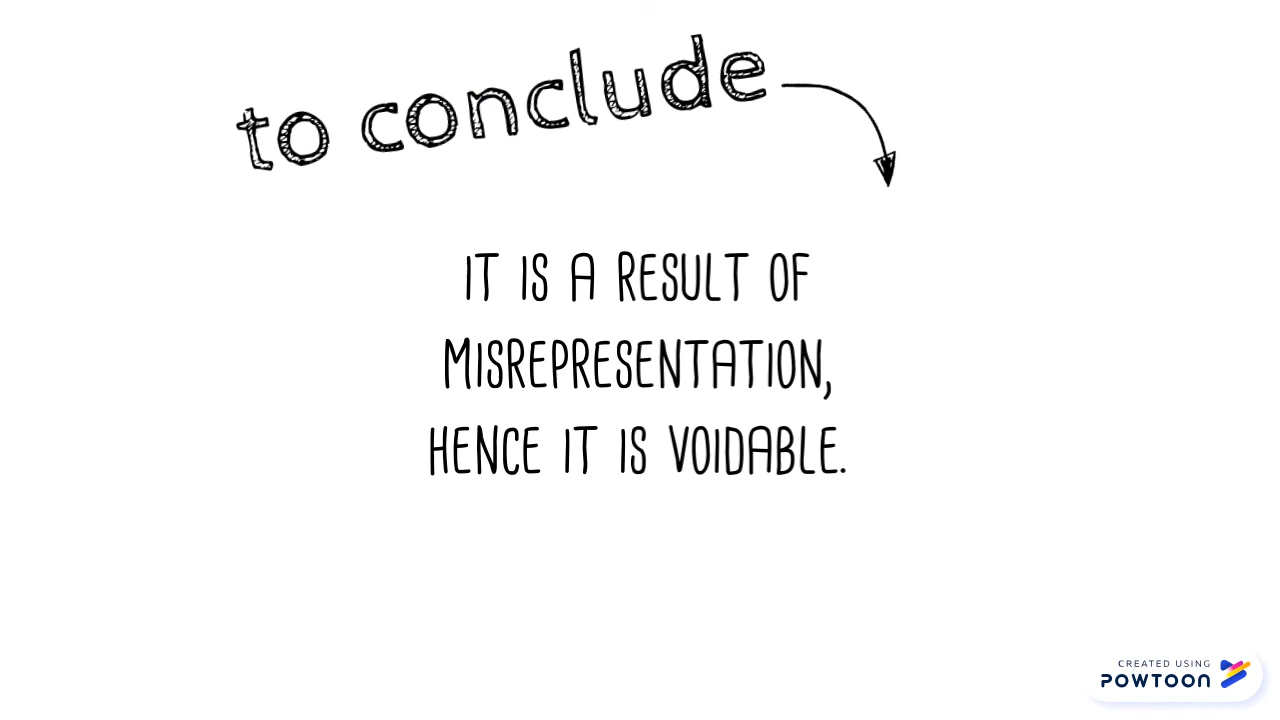 to conclude
IT IS A RESULT OF
MISREPRESENTATION,
HENCE IT IS VOIDABLE.
CREATED USING
POWTOON